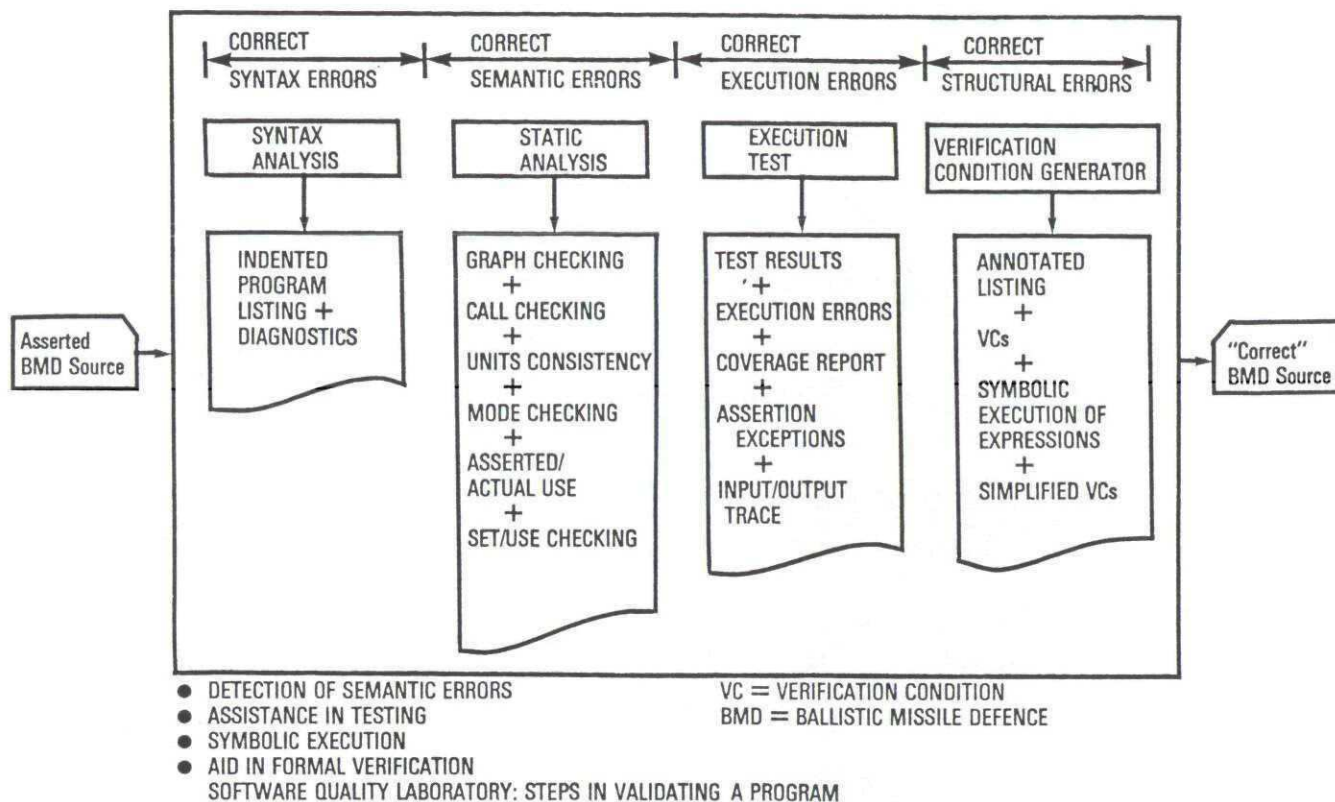 CORRECT
SYNTAX ERRORS
CORRECT
SEMANTIC ERRORS
CORRECT
EXECUTION ERRORS
CORRECT
STRUCTURAL ERRORS
SYNTAX
ANALYSIS
STATIC
ANALYSIS
EXECUTION
TEST
VERIFICATION
CONDITION GENERATOR
Asserted
BMD Source
INDENTED
PROGRAM
LISTING +
DIAGNOSTICS
GRAPH CHECKING
+
CALL CHECKING
+
UNITS CONSISTENCY
+
MODE CHECKING
+
ASSERTED/
ACTUAL USE
+
SET/USE CHECKING
TEST RESULTS
+
EXECUTION ERRORS
+
COVERAGE REPORT
+
ASSERTION
EXCEPTIONS
+
INPUT/OUTPUT
TRACE
ANNOTATED
LISTING
+
VCs
+
SYMBOLIC
EXECUTION OF
EXPRESSIONS
+
SIMPLIFIED VCs
"Correct"
BMD Source
● DETECTION OF SEMANTIC ERRORS
● ASSISTANCE IN TESTING
● SYMBOLIC EXECUTION
● AID IN FORMAL VERIFICATION
VC = VERIFICATION CONDITION
BMD = BALLISTIC MISSILE DEFENCE
SOFTWARE QUALITY LABORATORY: STEPS IN VALIDATING A PROGRAM